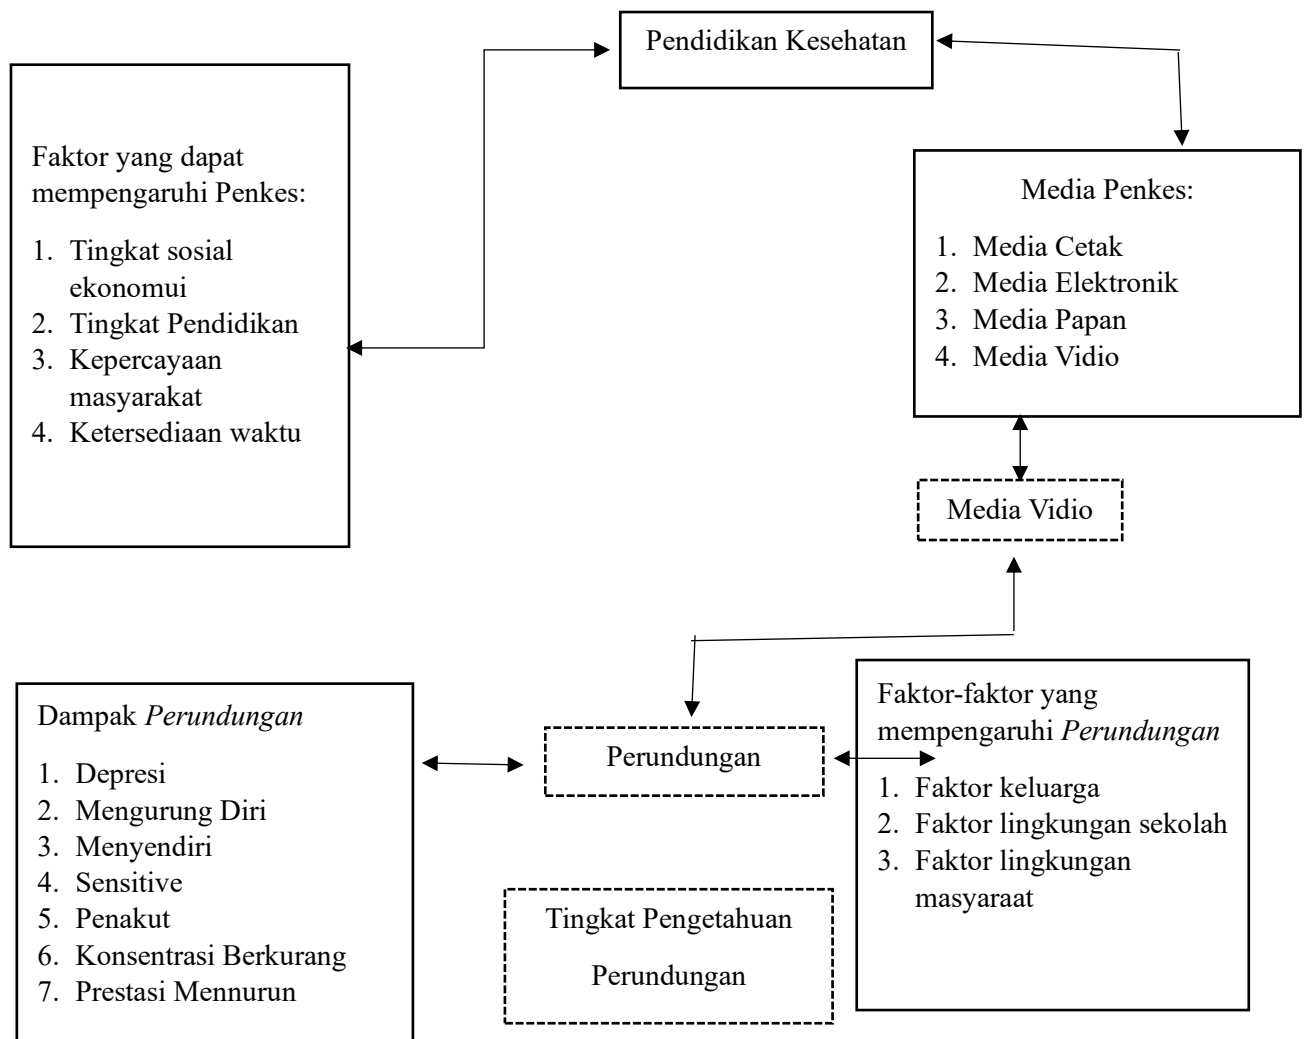 Pendidikan Kesehatan
Faktor yang dapat
mempengaruhi Penkes:
1. Tingkat sosial
ekonomui
2. Tingkat Pendidikan
3. Kepercayaan
masyarakat
4. Ketersediaan waktu
Media Penkes:
1. Media Cetak
2. Media Elektronik
3. Media Papan
4. Media Vidio
Media Vidio
Dampak Perundungan
1. Depresi
2. Mengurung Diri
3. Menyendiri
4. Sensitive
5. Penakut
6. Konsentrasi Berkurang
7. Prestasi Mennurun
Perundungan
Faktor-faktor yang
mempengaruhi Perundungan
1. Faktor keluarga
2. Faktor lingkungan sekolah
3. Faktor lingkungan
masyaraat
Tingkat Pengetahuan
Perundungan